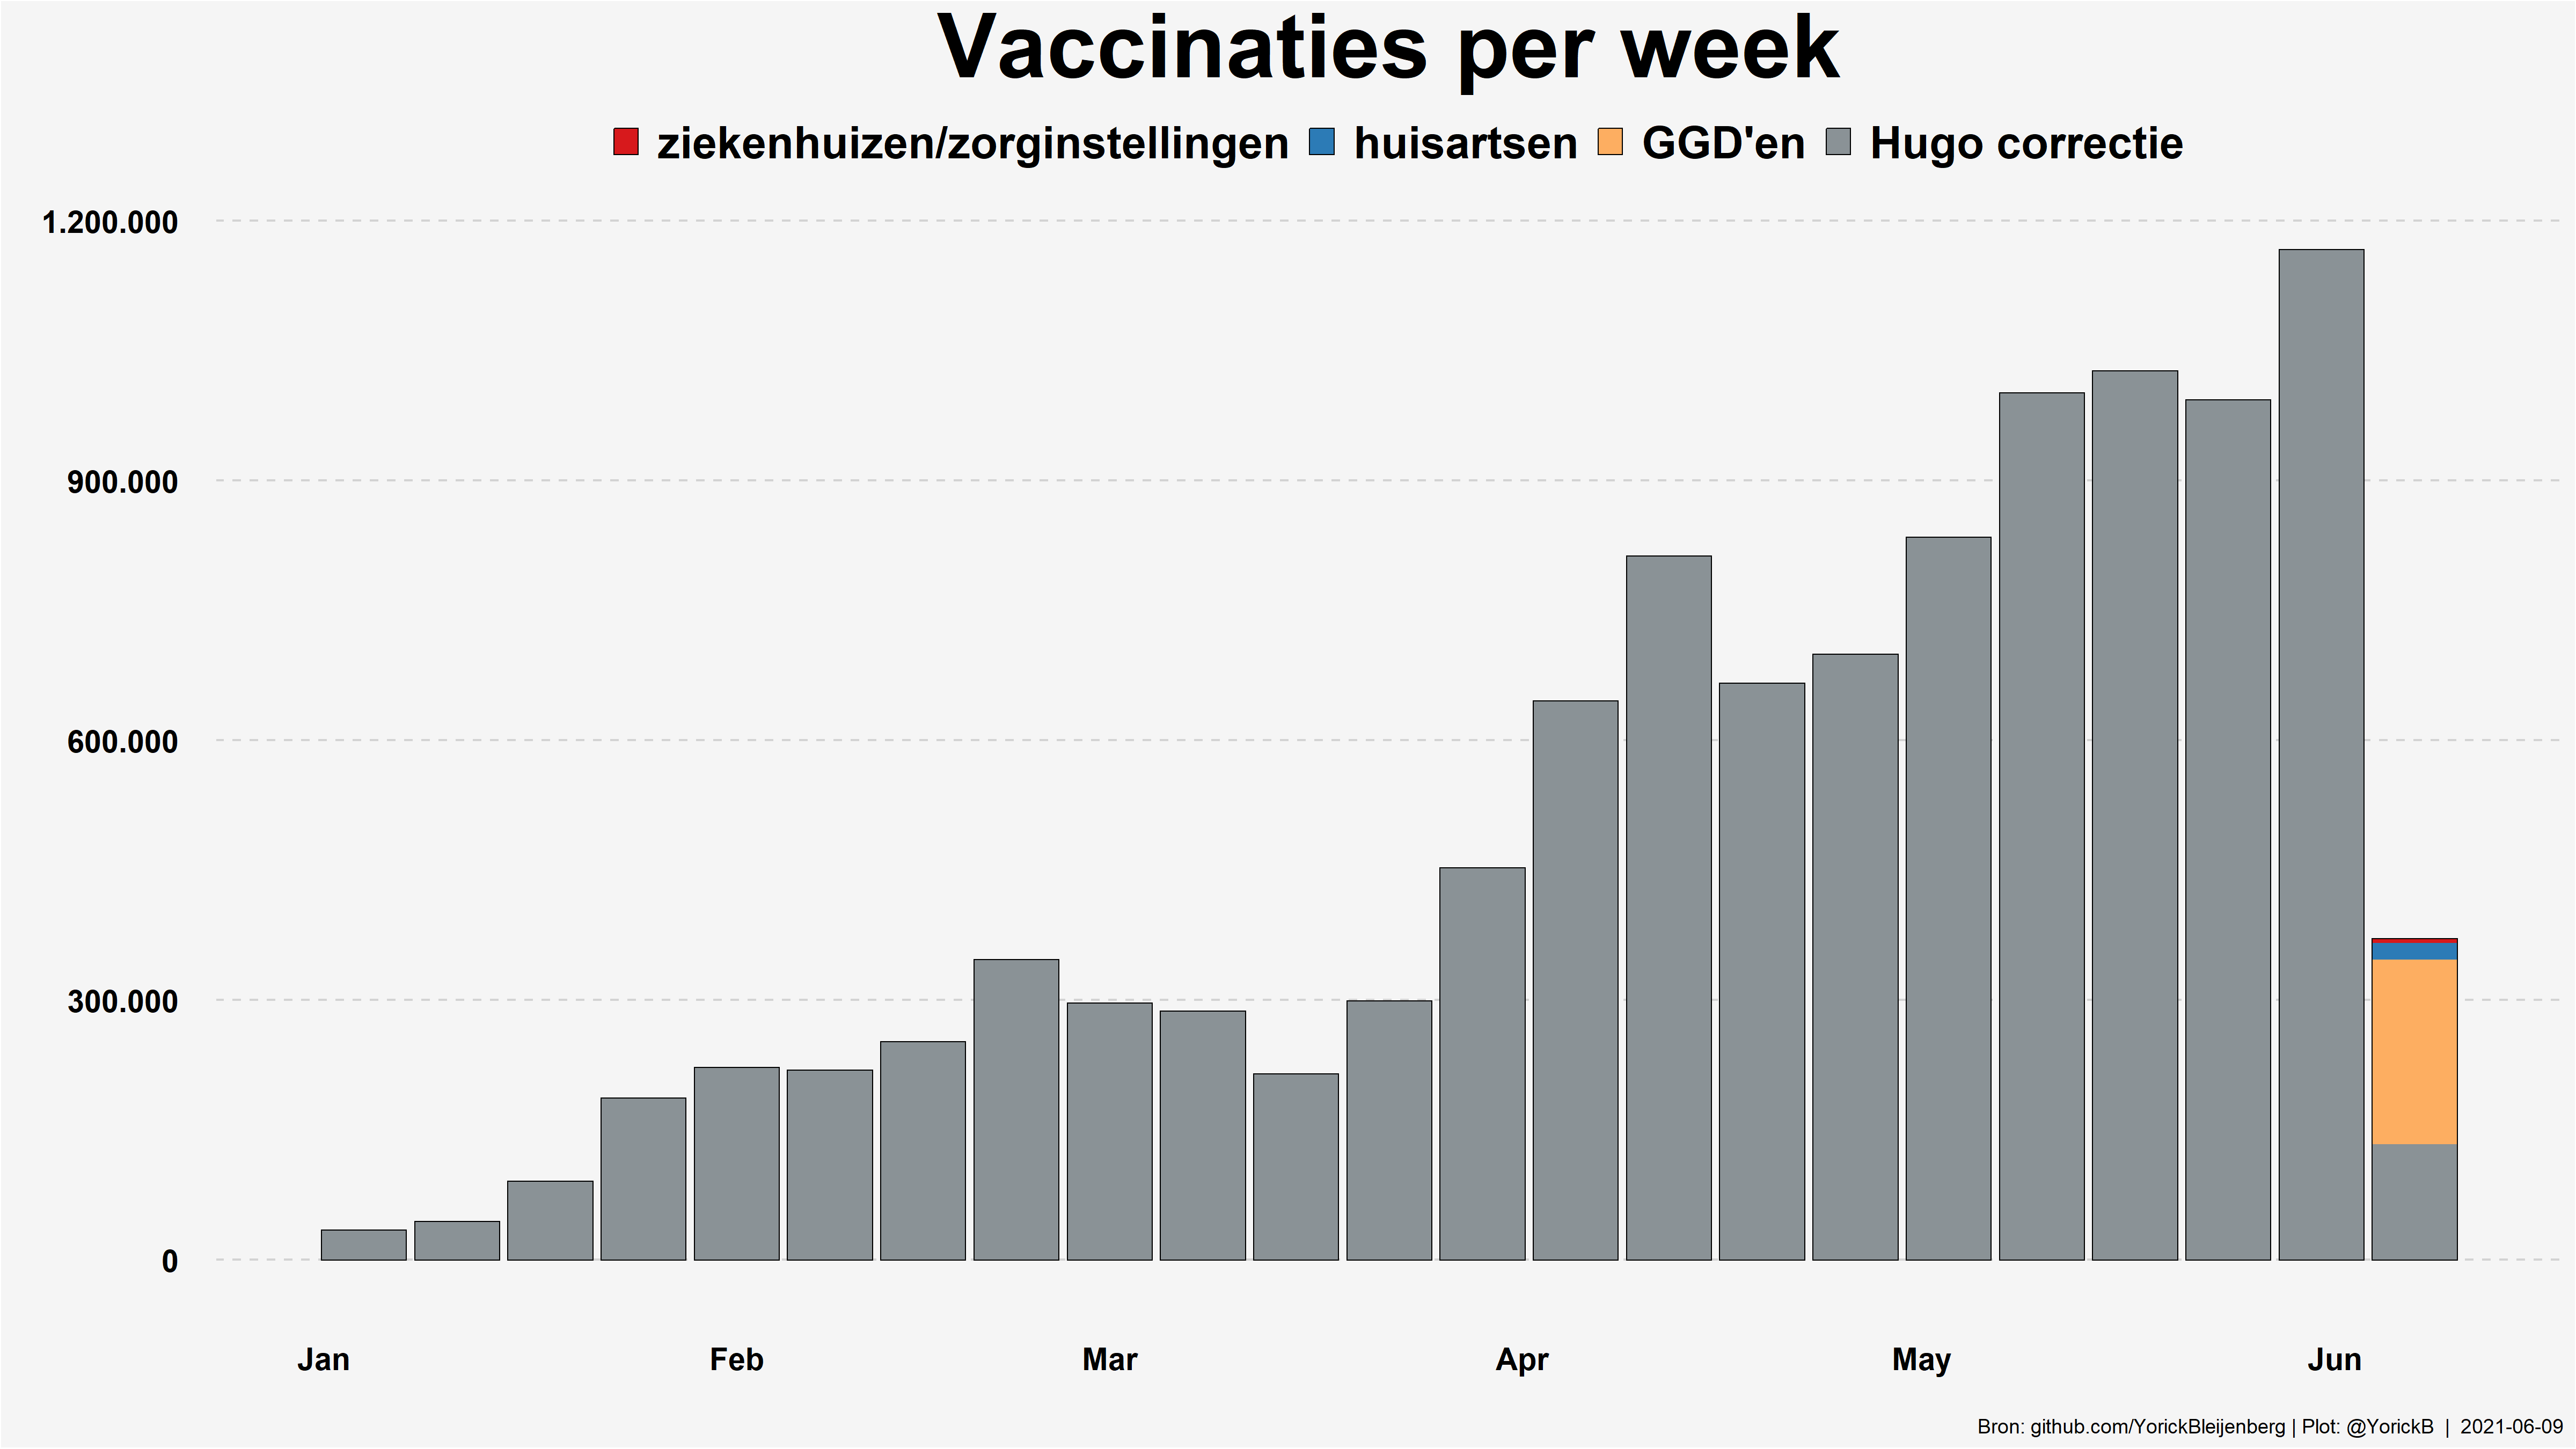 Vaccinaties per week
ziekenhuizen/zorginstellingen huisartsen GGD'en Hugo correctie
1.200.000
900.000
600.000
300.000
0
Jan Feb Mar Apr May Jun
Bron: github.com/YorickBleijenberg | Plot: @YorickB | 2021-06-09